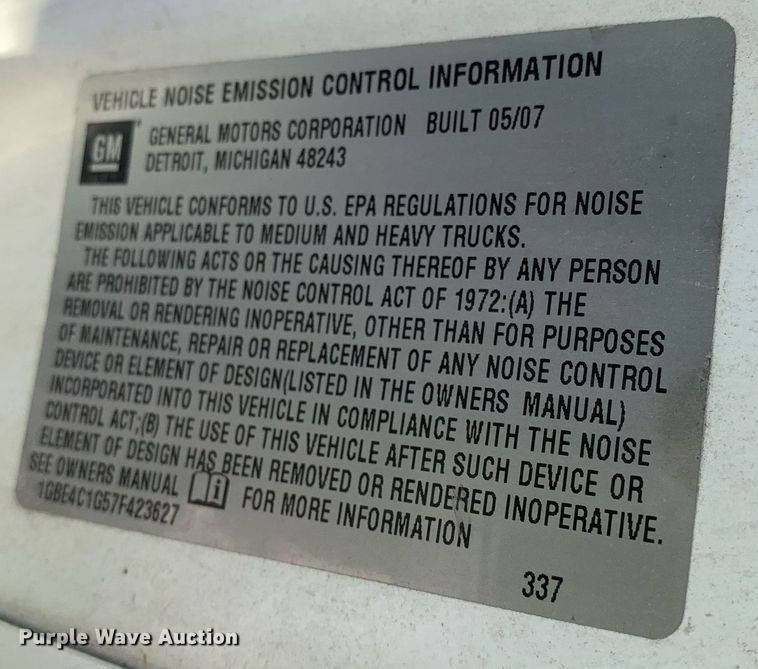 VEHICLE NOISE EMISSION CONTROL INFORMATION
GM
GENERAL MOTORS CORPORATION BUILT 05/07
DETROIT, MICHIGAN 48243
THIS VEHICLE CONFORMS TO U.S. EPA REGULATIONS FOR NOISE
EMISSION APPLICABLE TO MEDIUM AND HEAVY TRUCKS.
THE FOLLOWING ACTS OR THE CAUSING THEREOF BY ANY PERSON
ARE PROHIBITED BY THE NOISE CONTROL ACT OF 1972:(A) THE
REMOVAL OR RENDERING INOPERATIVE, OTHER THAN FOR PURPOSES
OF MAINTENANCE, REPAIR OR REPLACEMENT OF ANY NOISE CONTROL
DEVICE OR ELEMENT OF DESIGN(LISTED IN THE OWNERS MANUAL)
INCORPORATED INTO THIS VEHICLE IN COMPLIANCE WITH THE NOISE
CONTROL ACT;(B) THE USE OF THIS VEHICLE AFTER SUCH DEVICE OR
ELEMENT OF DESIGN HAS BEEN REMOVED OR RENDERED INOPERATIVE.
SEE OWNERS MANUAL i FOR MORE INFORMATION
1GBE4C1G57F423627
337
Purple Wave Auction